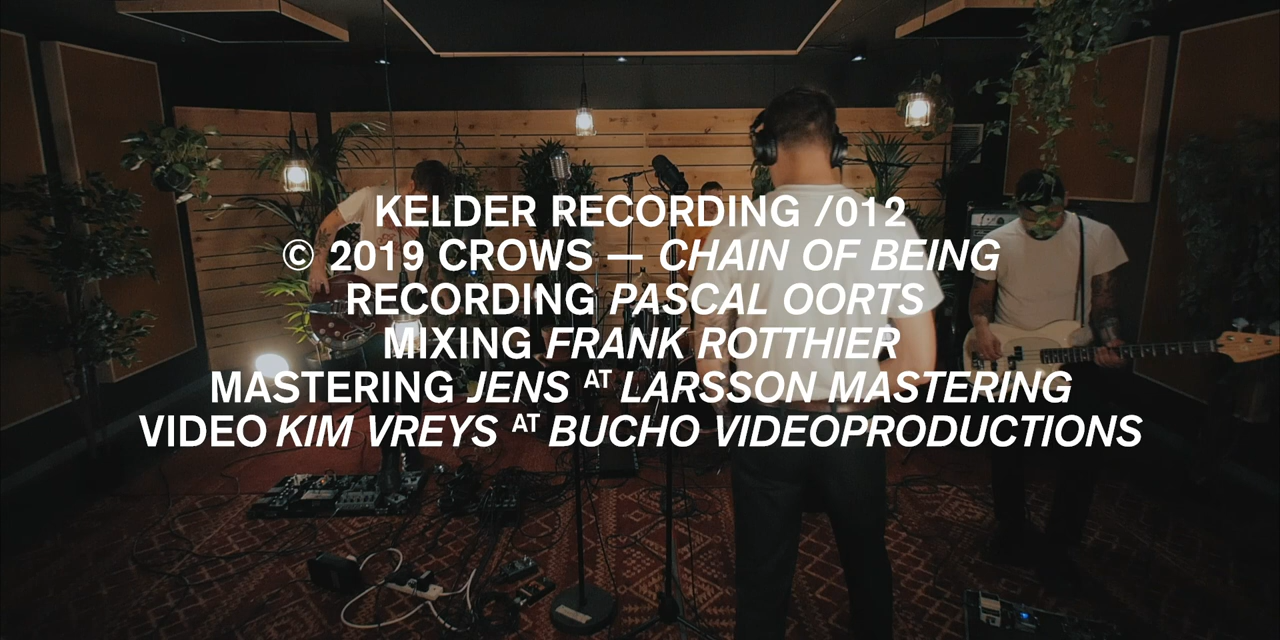 KELDER RECORDING /012
© 2019 CROWS — CHAIN OF BEING
RECORDING PASCAL OORTS
MIXING FRANK ROTTHIER
MASTERING JENS AT LARSSON MASTERING
VIDEO KIM VREYS AT BUCHO VIDEOPRODUCTIONS